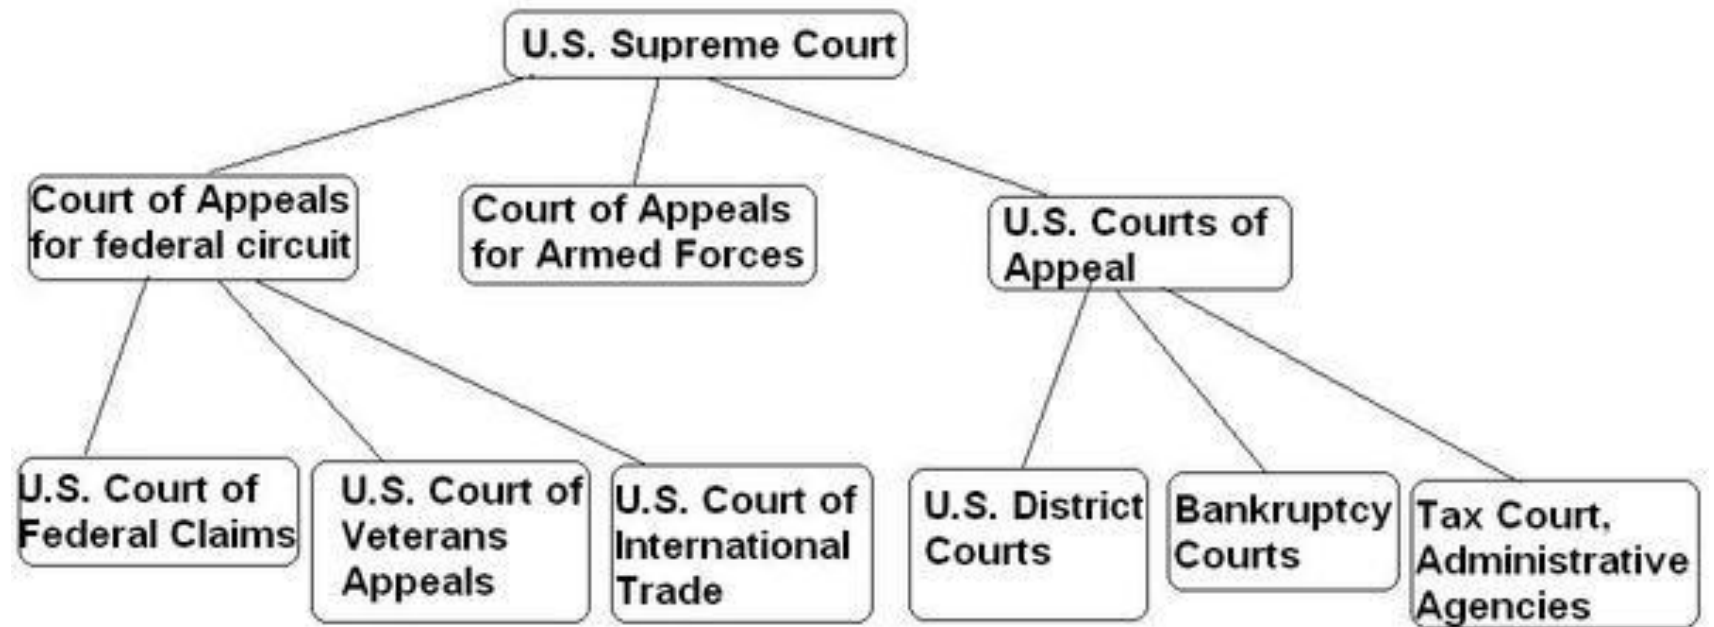 U.S. Supreme Court
Court of Appeals
for federal circuit
Court of Appeals
for Armed Forces
U.S. Courts of
Appeal
U.S. Court of
Federal Claims
U.S. Court of
Veterans
Appeals
U.S. Court of
International
Trade
U.S. District
Courts
Bankruptcy
Courts
Tax Court,
Administrative
Agencies